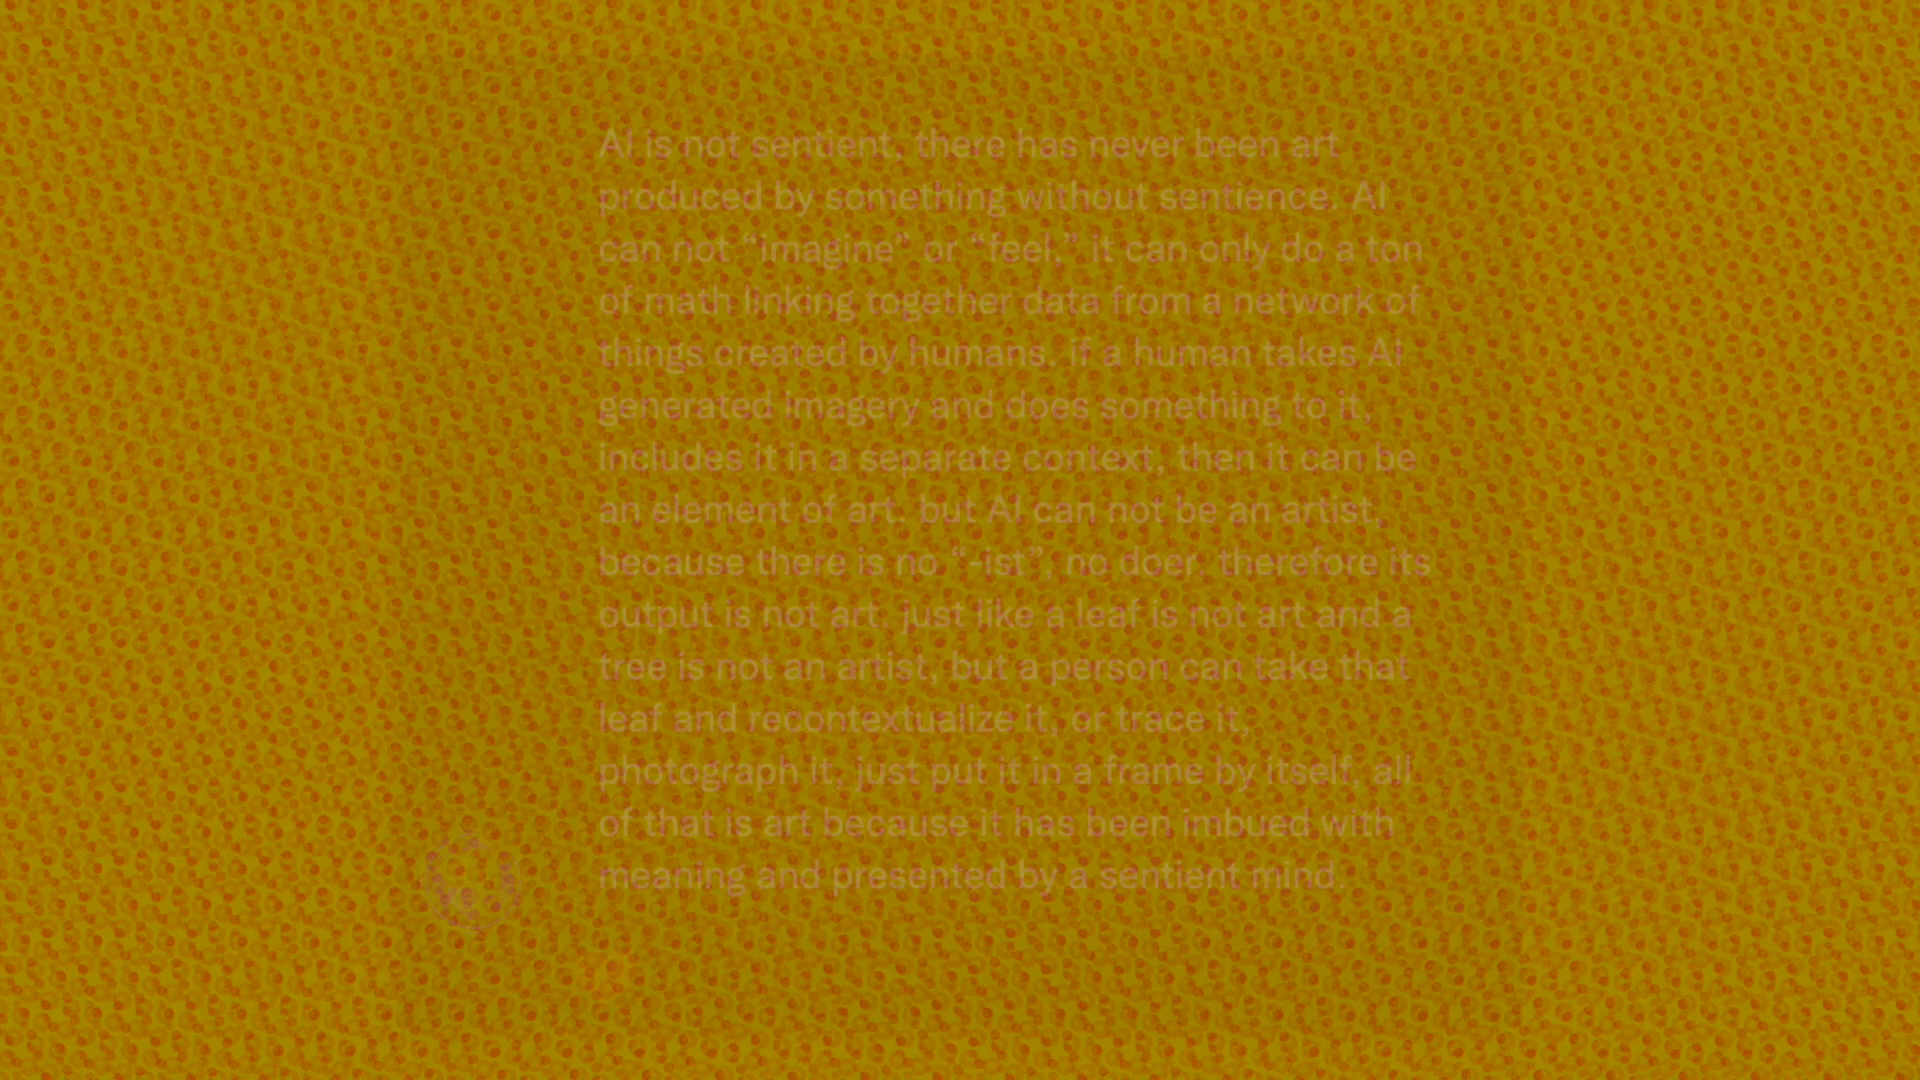 AI is not sentient, there has never been art
produced by something without sentience. AI
can not “imagine” or “feel,” it can only do a ton
of math linking together data from a network of
things created by humans. if a human takes AI
generated imagery and does something to it,
includes it in a separate context, then it can be
an element of art. but AI can not be an artist,
because there is no “-ist”, no doer. therefore its
output is not art. just like a leaf is not art and a
tree is not an artist, but a person can take that
leaf and recontextualize it, or trace it,
photograph it, just put it in a frame by itself, all
of that is art because it has been imbued with
meaning and presented by a sentient mind.